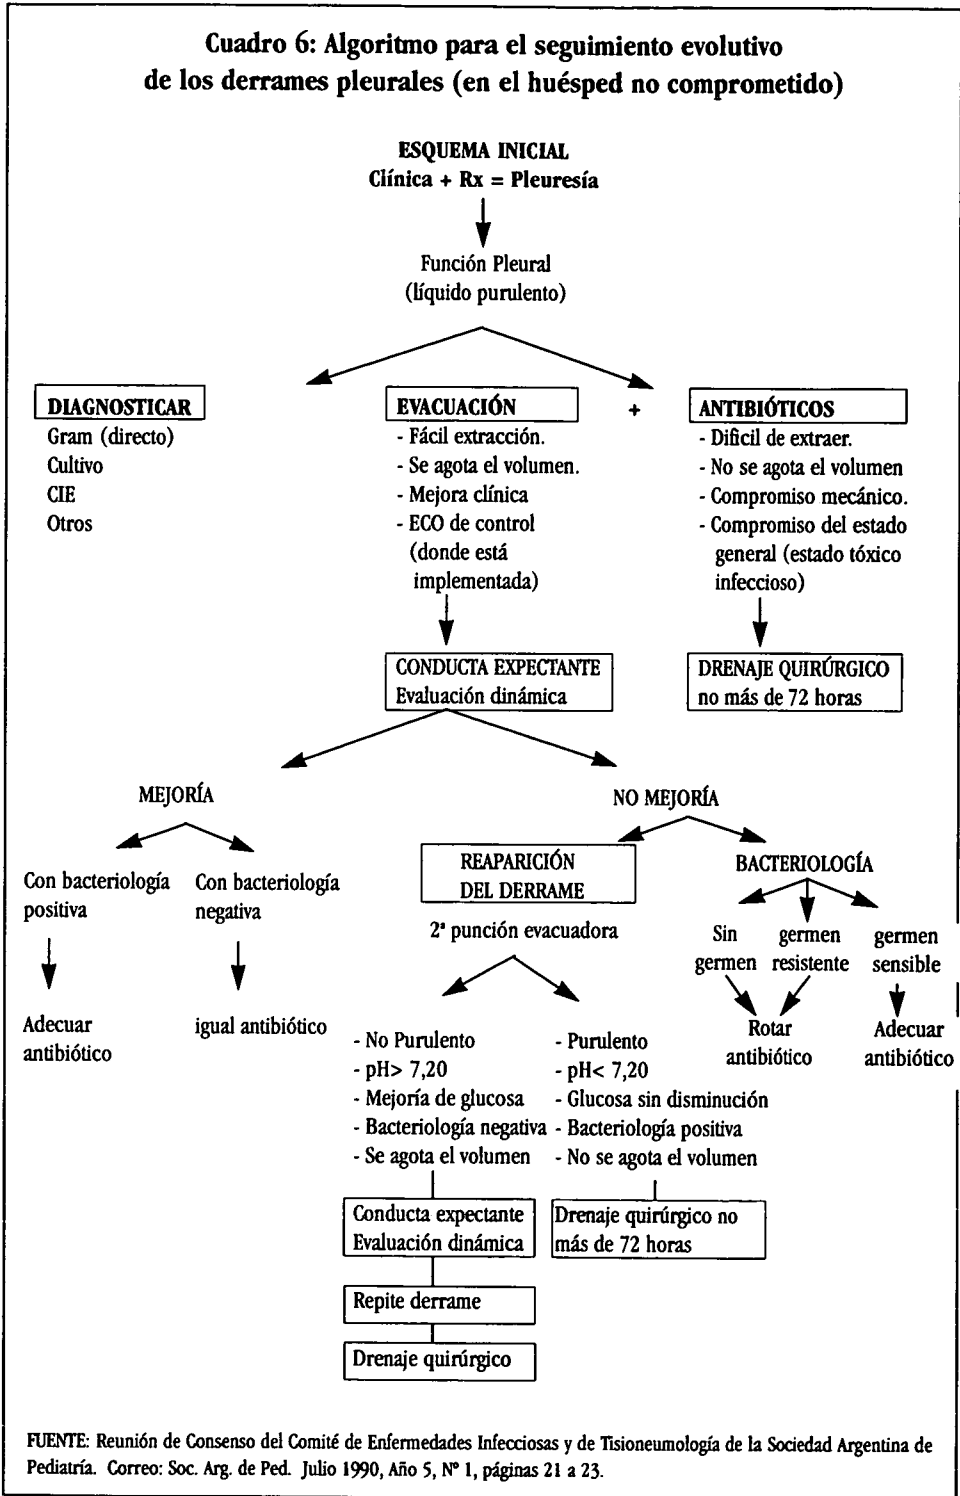 Cuadro 6: Algoritmo para el seguimiento evolutivo
de los derrames pleurales (en el huésped no comprometido)
ESQUEMA INICIAL
Clínica + Rx = Pleuresía
Función Pleural
(líquido purulento)
DIAGNOSTICAR
Gram (directo)
Cultivo
CIE
Otros
EVACUACIÓN
- Fácil extracción.
- Se agota el volumen.
- Mejora clínica
- ECO de control
(donde está
implementada)
+
ANTIBIÓTICOS
- Dificil de extraer.
- No se agota el volumen
- Compromiso mecánico.
- Compromiso del estado
general (estado tóxico
infeccioso)
CONDUCTA EXPECTANTE
Evaluación dinámica
DRENAJE QUIRÚRGICO
no más de 72 horas
MEJORÍA
NO MEJORÍA
Con bacteriología
positiva
Con bacteriología
negativa
Adecuar
antibiótico
igual antibiótico
REAPARICIÓN
DEL DERRAME
2ª punción evacuadora
BACTERIOLOGÍA
Sin
germen
germen
resistente
germen
sensible
Rotar
antibiótico
Adecuar
antibiótico
- No Purulento
- pH> 7,20
- Mejoría de glucosa
- Bacteriología negativa
- Se agota el volumen
- Purulento
- pH< 7,20
- Glucosa sin disminución
- Bacteriología positiva
- No se agota el volumen
Conducta expectante
Evaluación dinámica
Drenaje quirúrgico no
más de 72 horas
Repite derrame
Drenaje quirúrgico
FUENTE: Reunión de Consenso del Comité de Enfermedades Infecciosas y de Tisioneumología de la Sociedad Argentina de
Pediatría. Correo: Soc. Arg. de Ped. Julio 1990, Año 5, Nº 1, páginas 21 a 23.